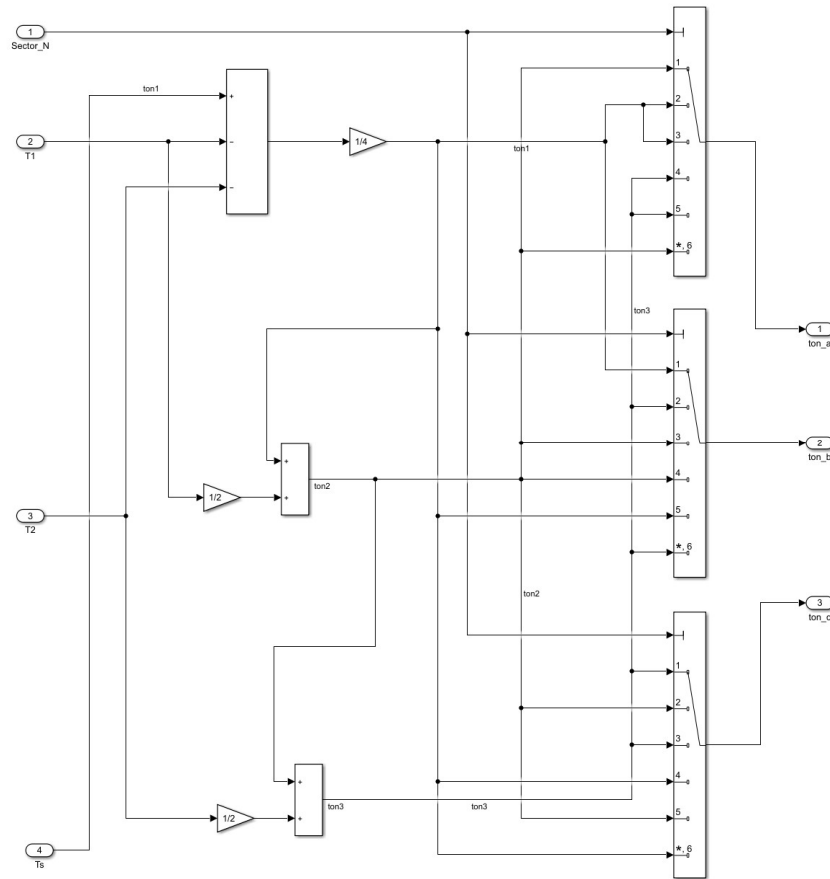 1
Sector_N
ton1
+
2
T1
−
−
1/4
ton1
1
2
3
4
5
*, 6
ton3
1
ton_a
1
2
3
4
5
*, 6
2
ton_b
+
+
ton2
1/2
3
T2
ton2
3
ton_c
1
2
3
4
5
*, 6
+
+
ton3
ton3
1/2
4
Ts